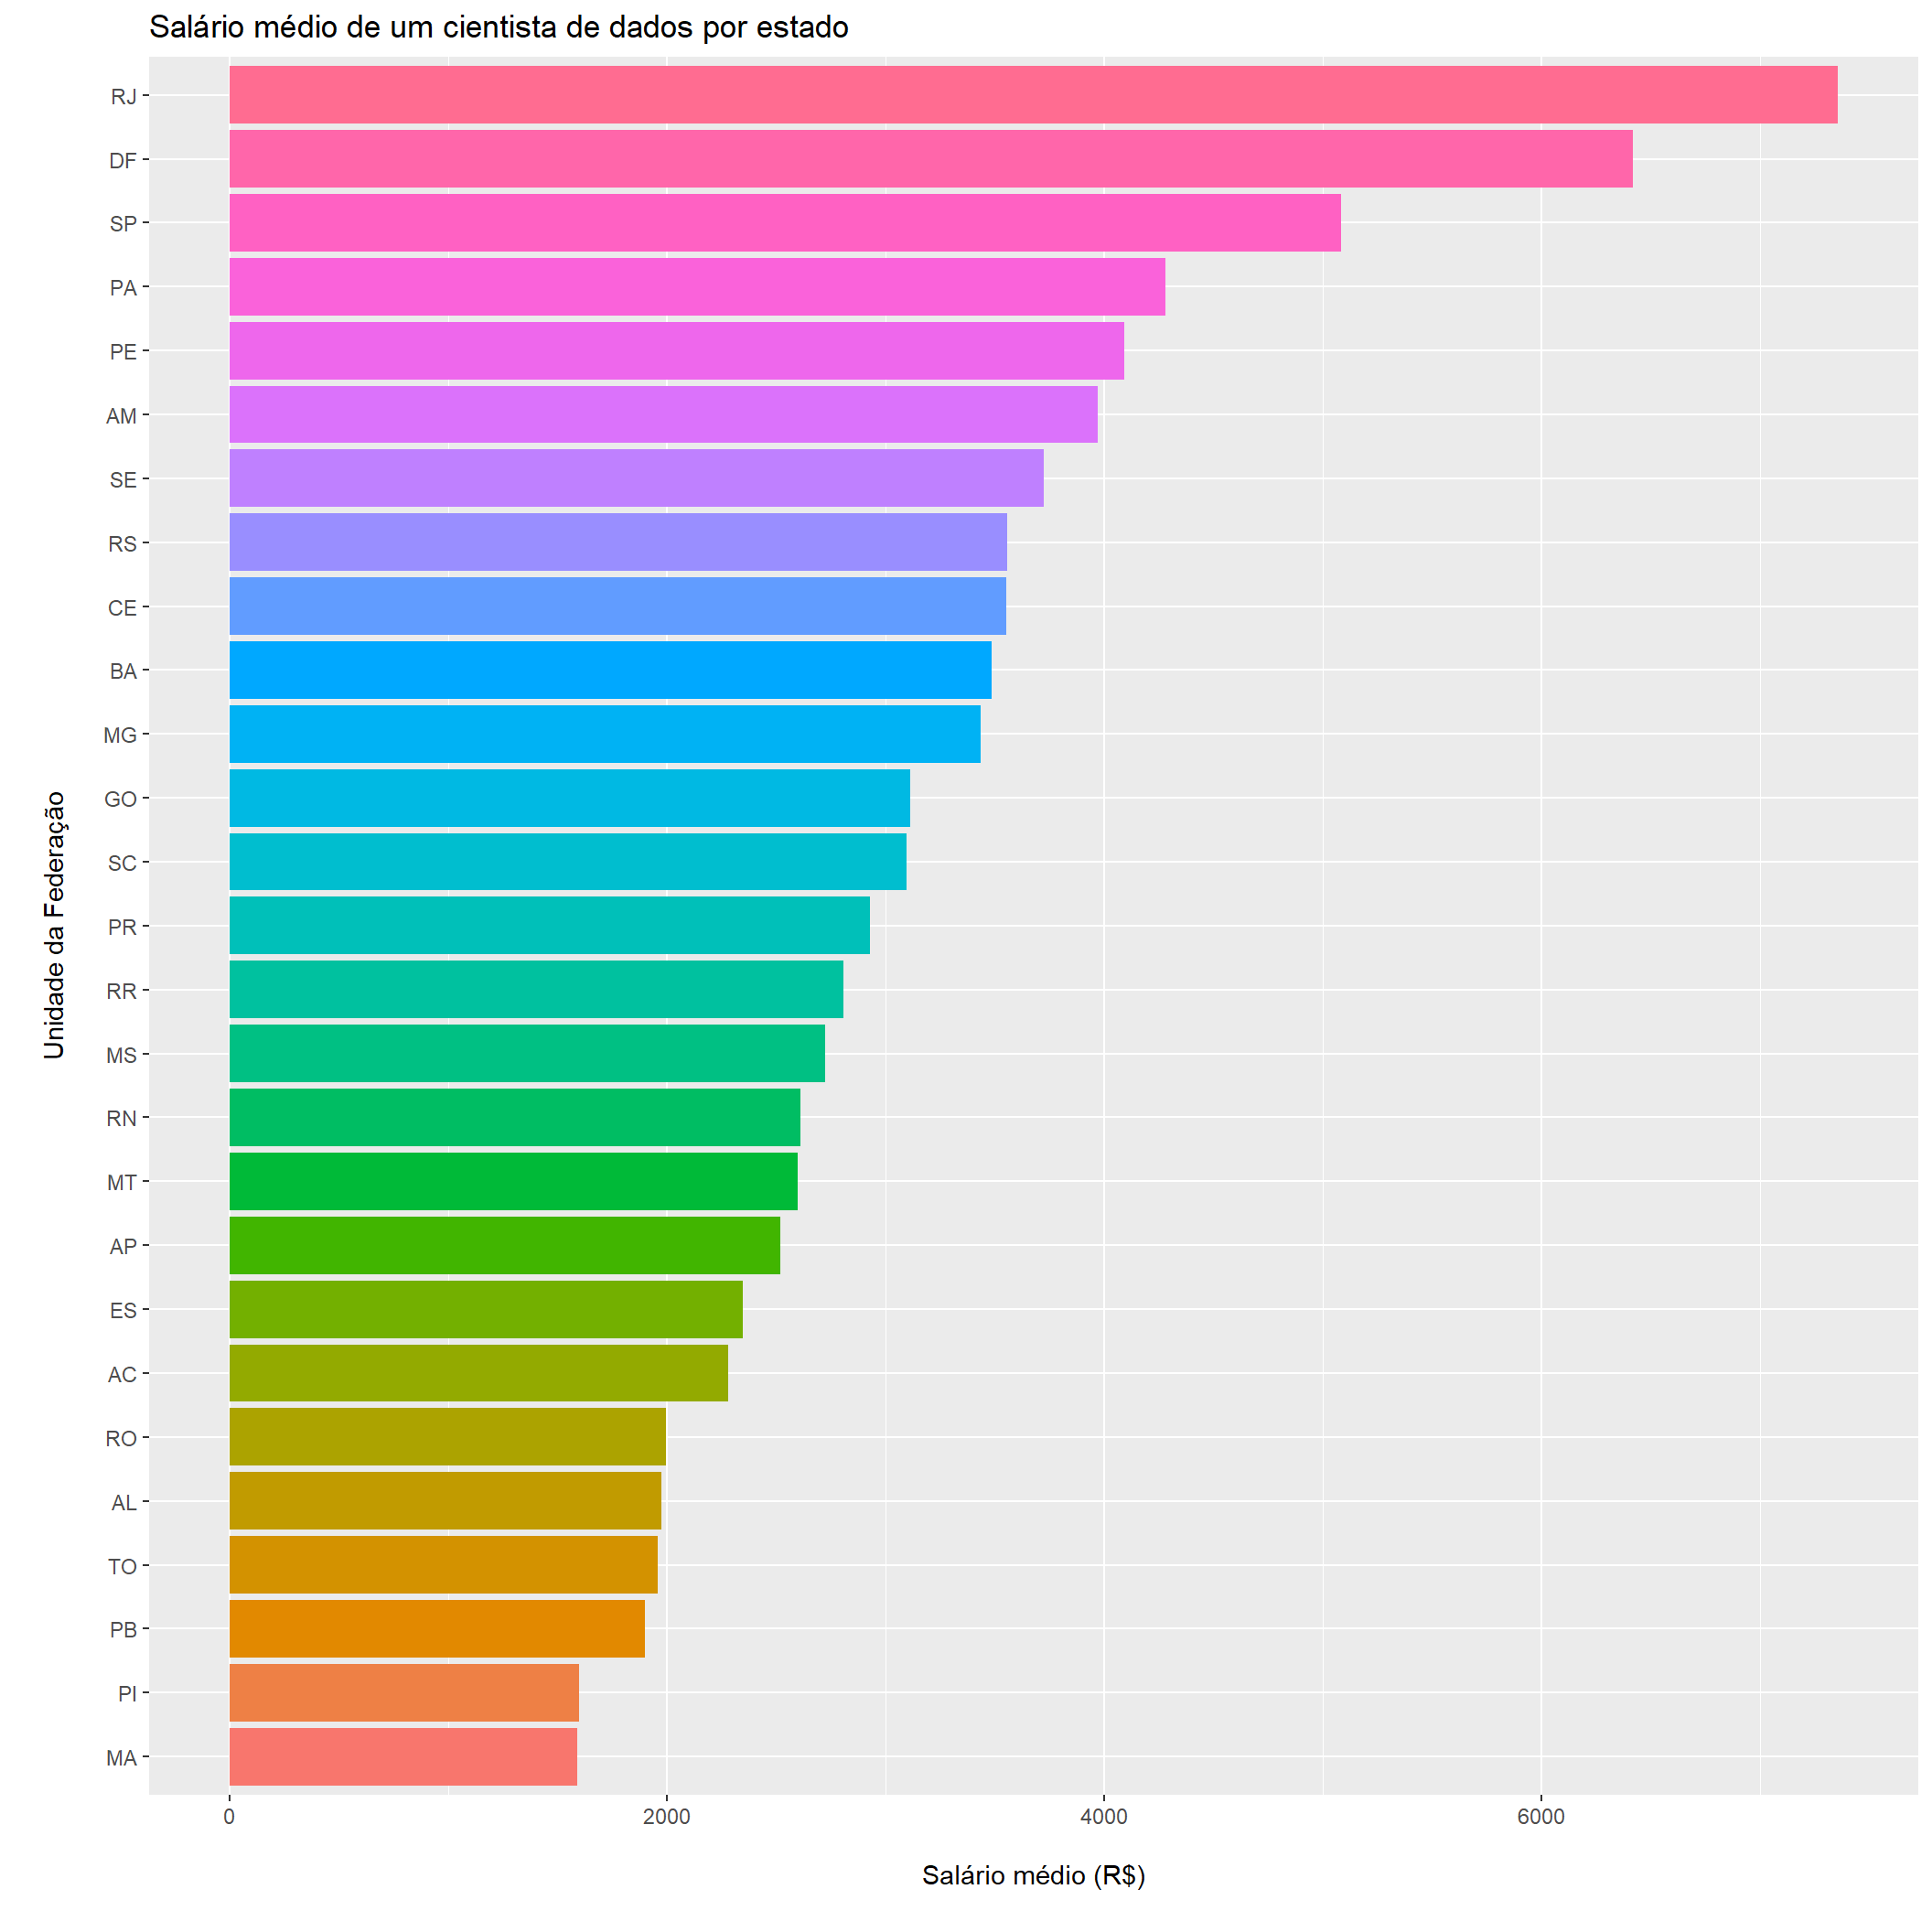 Salário médio de um cientista de dados por estado
RJ
DF
SP
PA
PE
AM
SE
RS
CE
BA
MG
GO
SC
PR
RR
MS
RN
MT
AP
ES
AC
RO
AL
TO
PB
PI
MA
Unidade da Federação
0 2000 4000 6000
Salário médio (R$)